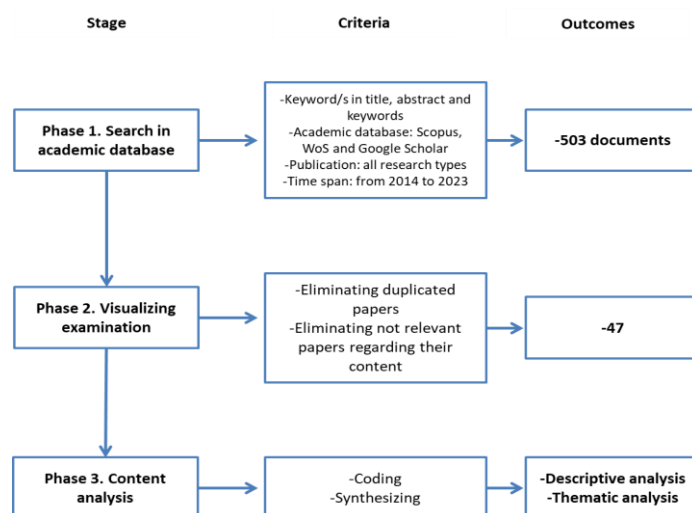 Stage
Criteria
Outcomes
Phase 1. Search in
academic database
-Keyword/s in title, abstract and
keywords
-Academic database: Scopus,
WoS and Google Scholar
-Publication: all research types
-Time span: from 2014 to 2023
-503 documents
Phase 2. Visualizing
examination
-Eliminating duplicated
papers
-Eliminating not relevant
papers regarding their
content
-47
Phase 3. Content
analysis
-Coding
-Synthesizing
-Descriptive analysis
-Thematic analysis